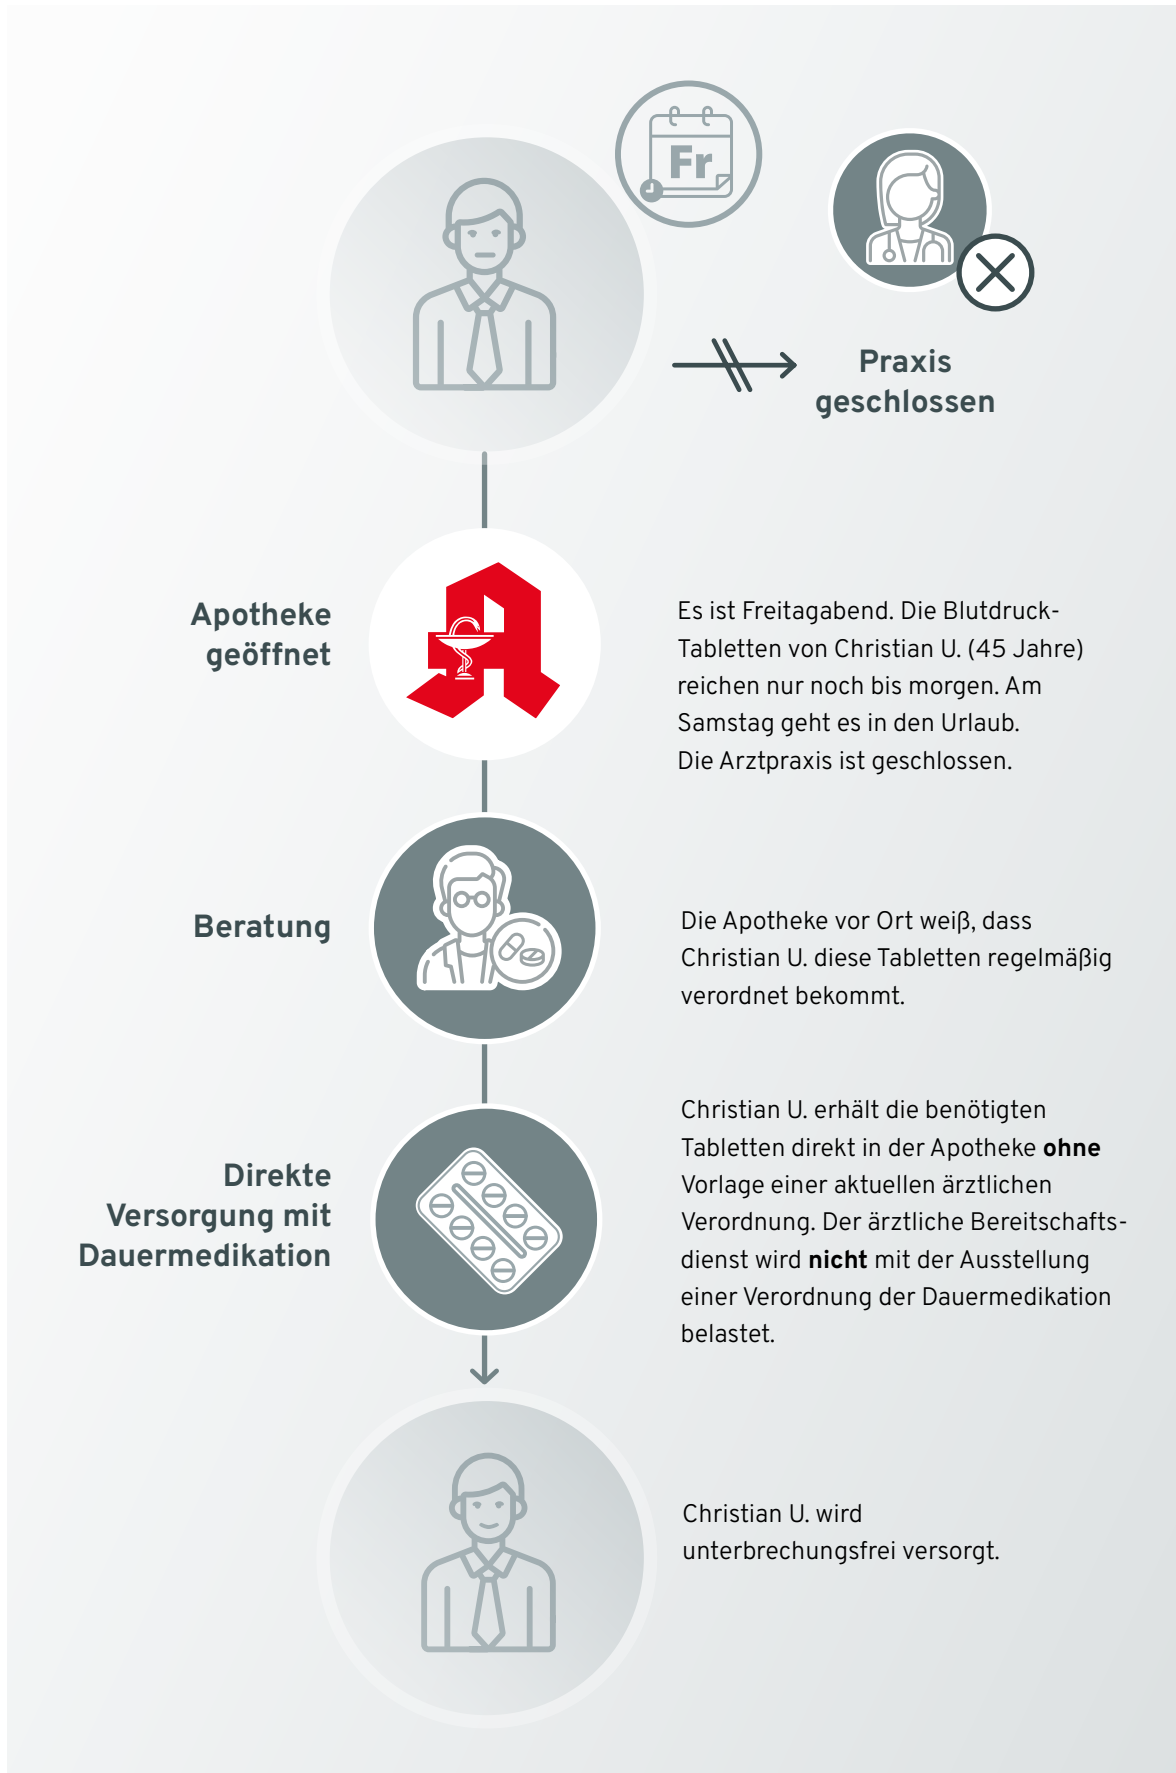 Fr
Praxis
geschlossen
Apotheke
geöffnet
Es ist Freitagabend. Die Blutdruck-
Tabletten von Christian U. (45 Jahre)
reichen nur noch bis morgen. Am
Samstag geht es in den Urlaub.
Die Arztpraxis ist geschlossen.
Beratung
Die Apotheke vor Ort weiß, dass
Christian U. diese Tabletten regelmäßig
verordnet bekommt.
Direkte
Versorgung mit
Dauermedikation
Christian U. erhält die benötigten
Tabletten direkt in der Apotheke ohne
Vorlage einer aktuellen ärztlichen
Verordnung. Der ärztliche Bereitschafts-
dienst wird nicht mit der Ausstellung
einer Verordnung der Dauermedikation
belastet.
Christian U. wird
unterbrechungsfrei versorgt.